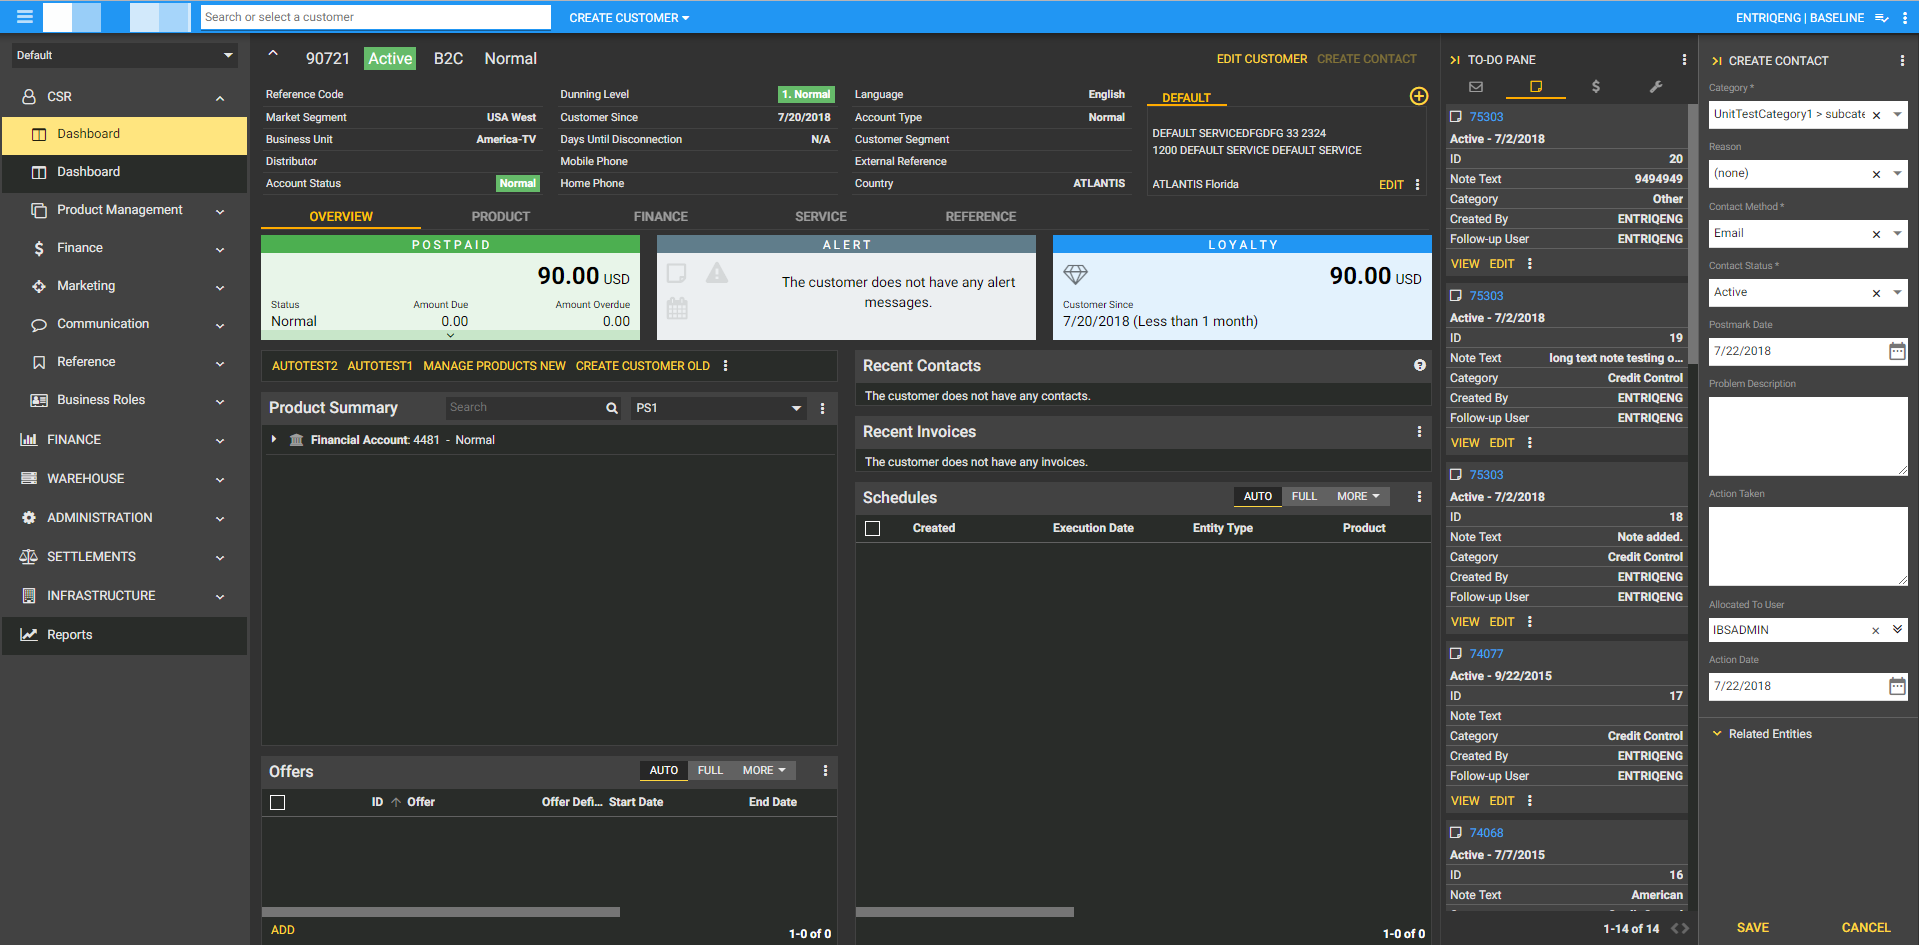 Search or select a customer
CREATE CUSTOMER
ENTRIQENG | BASELINE
Default
CSR
Dashboard
Dashboard
Product Management
Finance
Marketing
Communication
Reference
Business Roles
FINANCE
WAREHOUSE
ADMINISTRATION
SETTLEMENTS
INFRASTRUCTURE
Reports
90721 Active B2C Normal
EDIT CUSTOMER CREATE CONTACT
Reference Code
Market Segment USA West
Business Unit America-TV
Distributor
Account Status Normal
Dunning Level 1. Normal
Customer Since 7/20/2018
Days Until Disconnection N/A
Mobile Phone
Home Phone
Language English
Account Type Normal
Customer Segment
External Reference
Country ATLANTIS
DEFAULT
DEFAULT SERVICEDFGDFG 33 2324
1200 DEFAULT SERVICE DEFAULT SERVICE
ATLANTIS Florida EDIT
OVERVIEW PRODUCT FINANCE SERVICE REFERENCE
POSTPAID
90.00 USD
Status Amount Due Amount Overdue
Normal 0.00 0.00
ALERT
The customer does not have any alert
messages.
LOYALTY
90.00 USD
Customer Since
7/20/2018 (Less than 1 month)
AUTOTEST2 AUTOTEST1 MANAGE PRODUCTS NEW CREATE CUSTOMER OLD
Product Summary Search PS1
Financial Account: 4481 - Normal
Offers AUTO FULL MORE
ID Offer Offer Defi... Start Date End Date
ADD 1-0 of 0
Recent Contacts
The customer does not have any contacts.
Recent Invoices
The customer does not have any invoices.
Schedules AUTO FULL MORE
Created Execution Date Entity Type Product
1-0 of 0
TO-DO PANE
75303
Active - 7/2/2018
ID 20
Note Text 9494949
Category Other
Created By ENTRIQENG
Follow-up User ENTRIQENG
VIEW EDIT
75303
Active - 7/2/2018
ID 19
Note Text long text note testing o...
Category Credit Control
Created By ENTRIQENG
Follow-up User ENTRIQENG
VIEW EDIT
75303
Active - 7/2/2018
ID 18
Note Text Note added.
Category Credit Control
Created By ENTRIQENG
Follow-up User ENTRIQENG
VIEW EDIT
74077
Active - 9/22/2015
ID 17
Note Text
Category Credit Control
Created By ENTRIQENG
Follow-up User ENTRIQENG
VIEW EDIT
74068
Active - 7/7/2015
ID 16
Note Text American
1-14 of 14
CREATE CONTACT
Category *
UnitTestCategory1 > subcate
Reason
(none)
Contact Method *
Email
Contact Status *
Active
Postmark Date
7/22/2018
Problem Description
Action Taken
Allocated To User
IBSADMIN
Action Date
7/22/2018
Related Entities
SAVE CANCEL